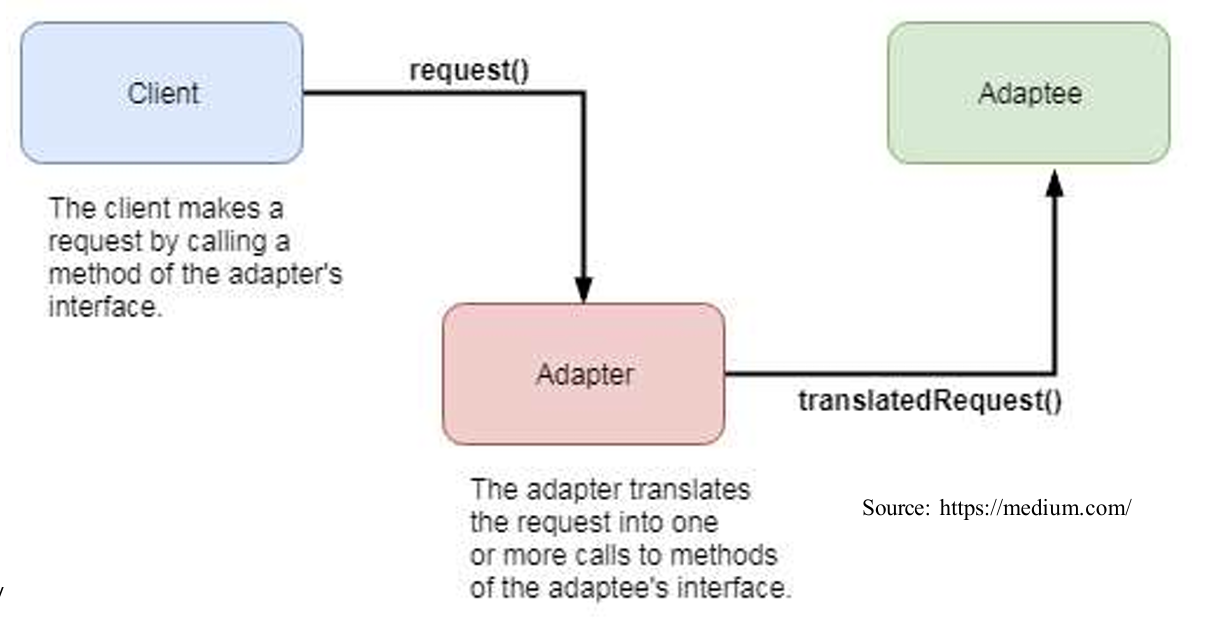 Client
request()
Adaptee
The client makes a
request by calling a
method of the adapter's
interface.
Adapter
translatedRequest()
The adapter translates
the request into one
or more calls to methods
of the adaptee's interface.
Source: https://medium.com/